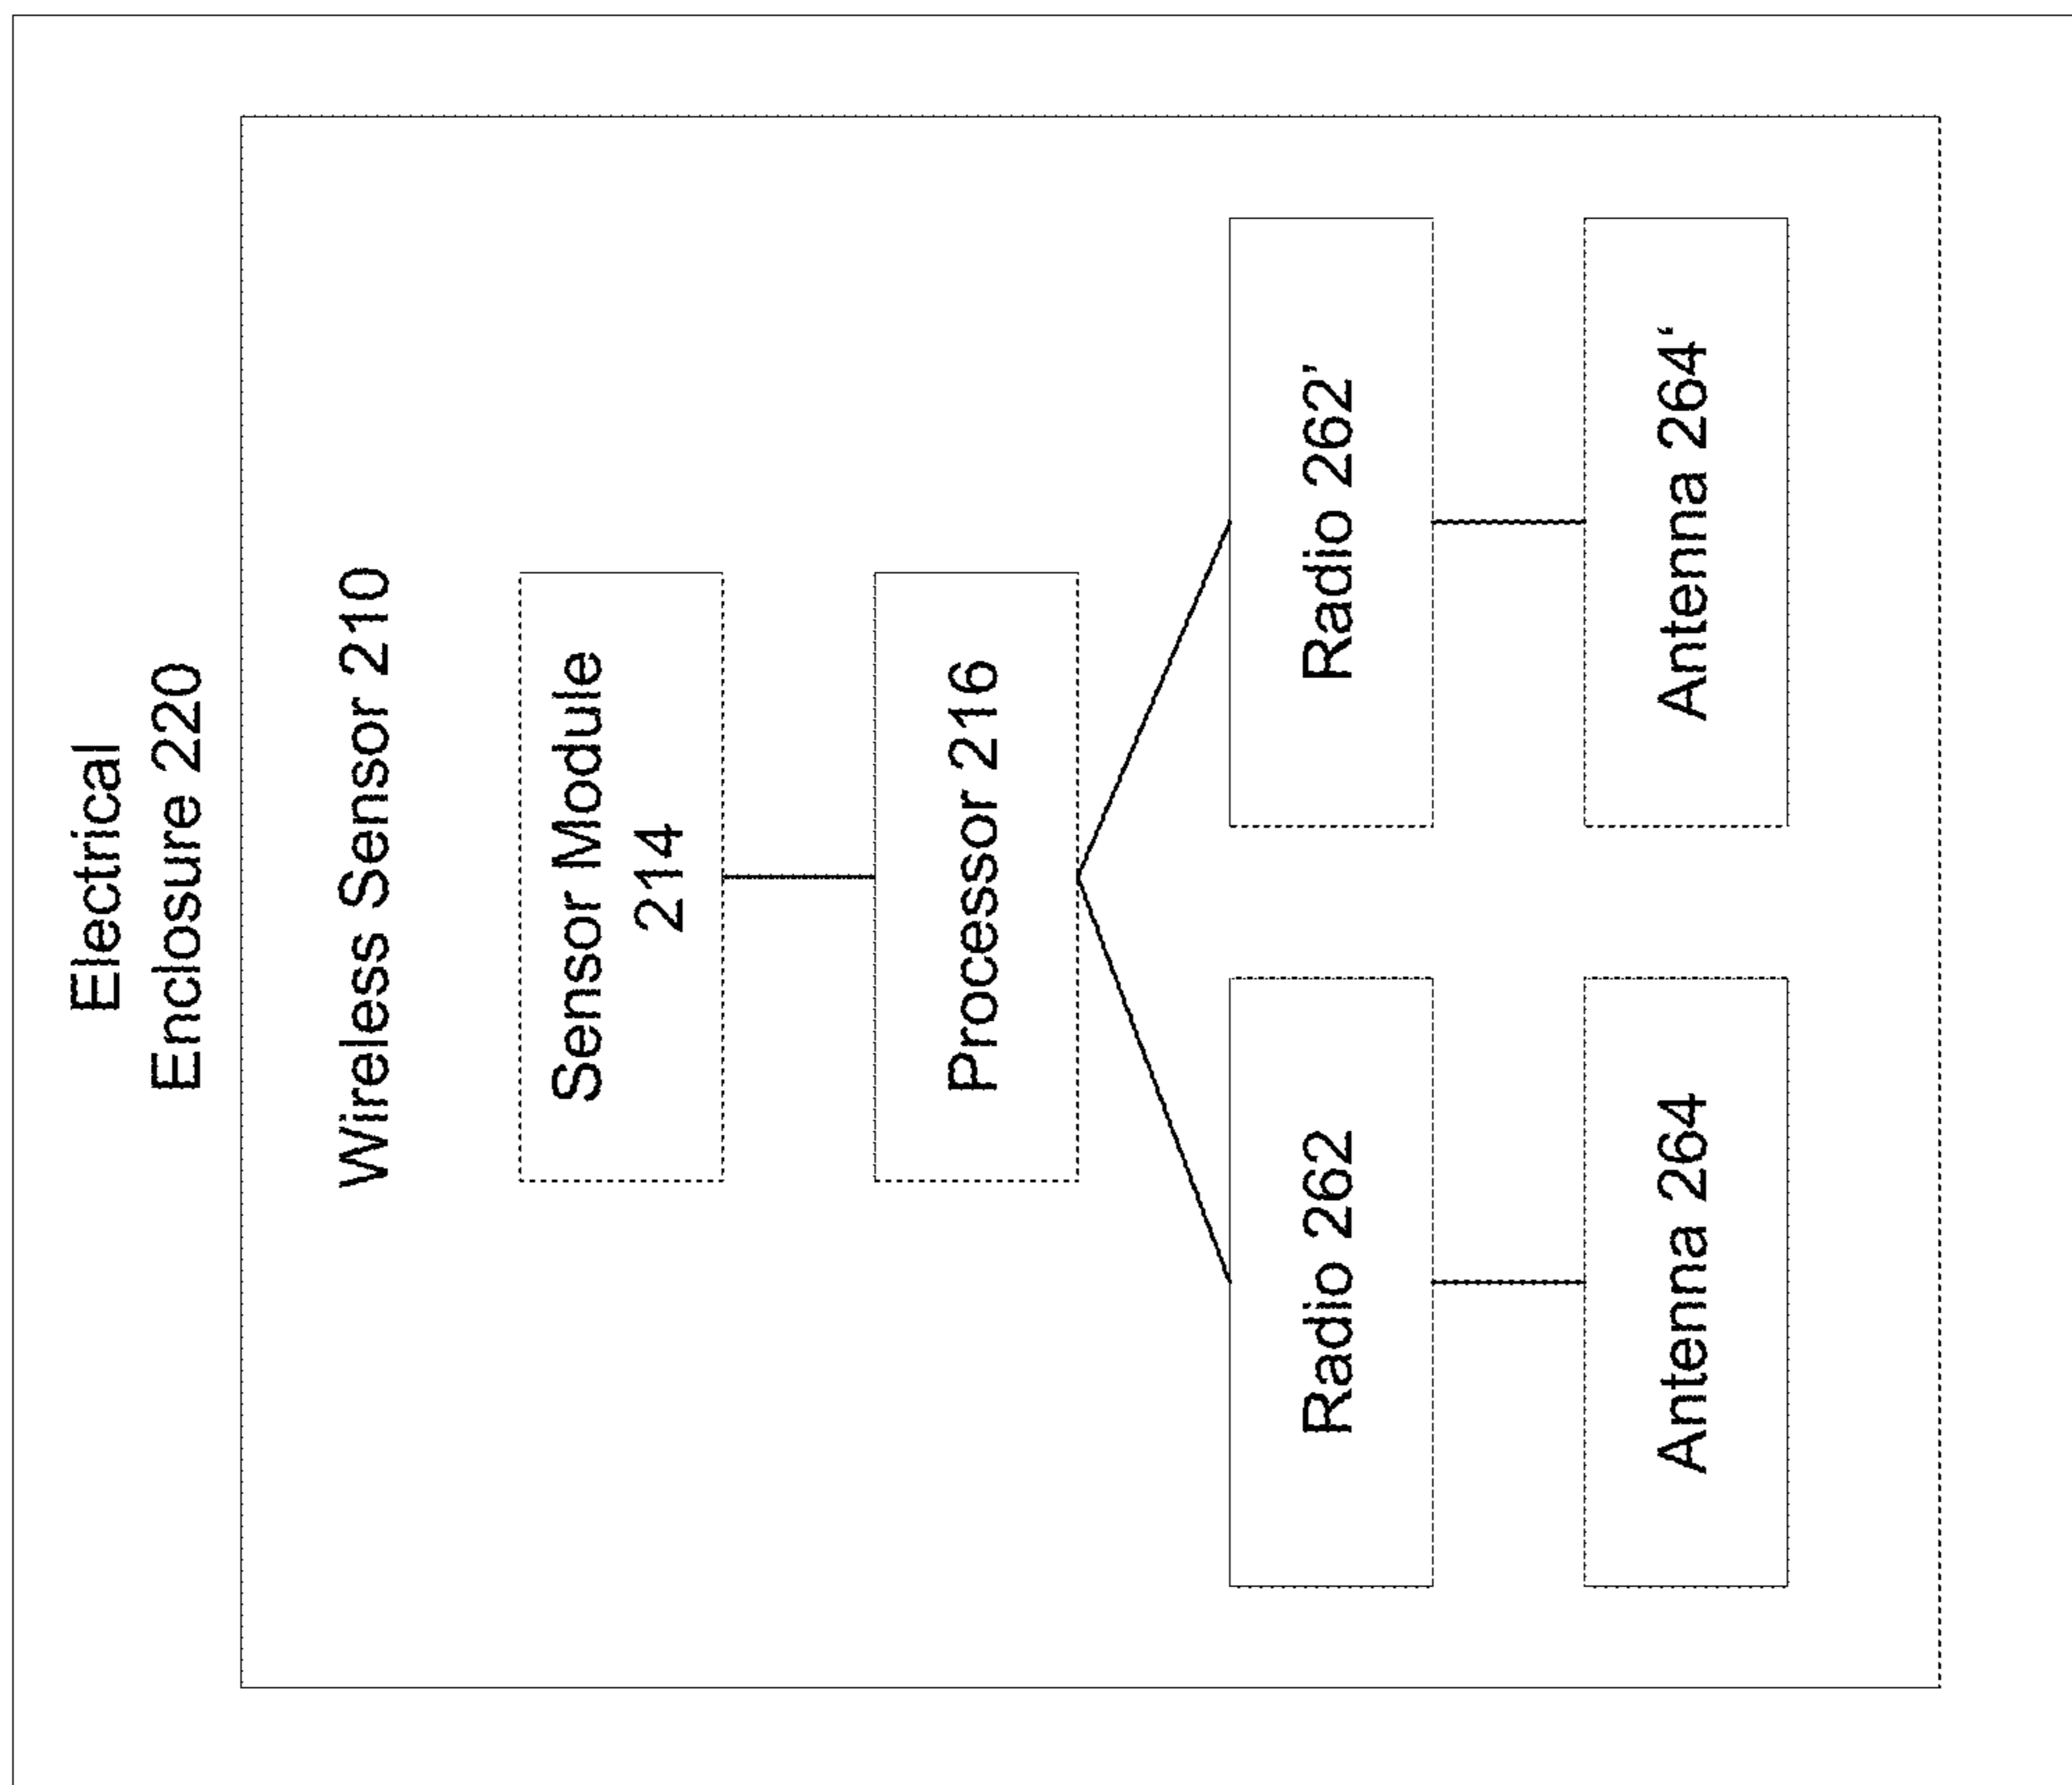 Electrical
Enclosure 220
Wireless Sensor 210
Sensor Module
214
Processor 216
Radio 262
Radio 262’
Antenna 264
Antenna 264‘